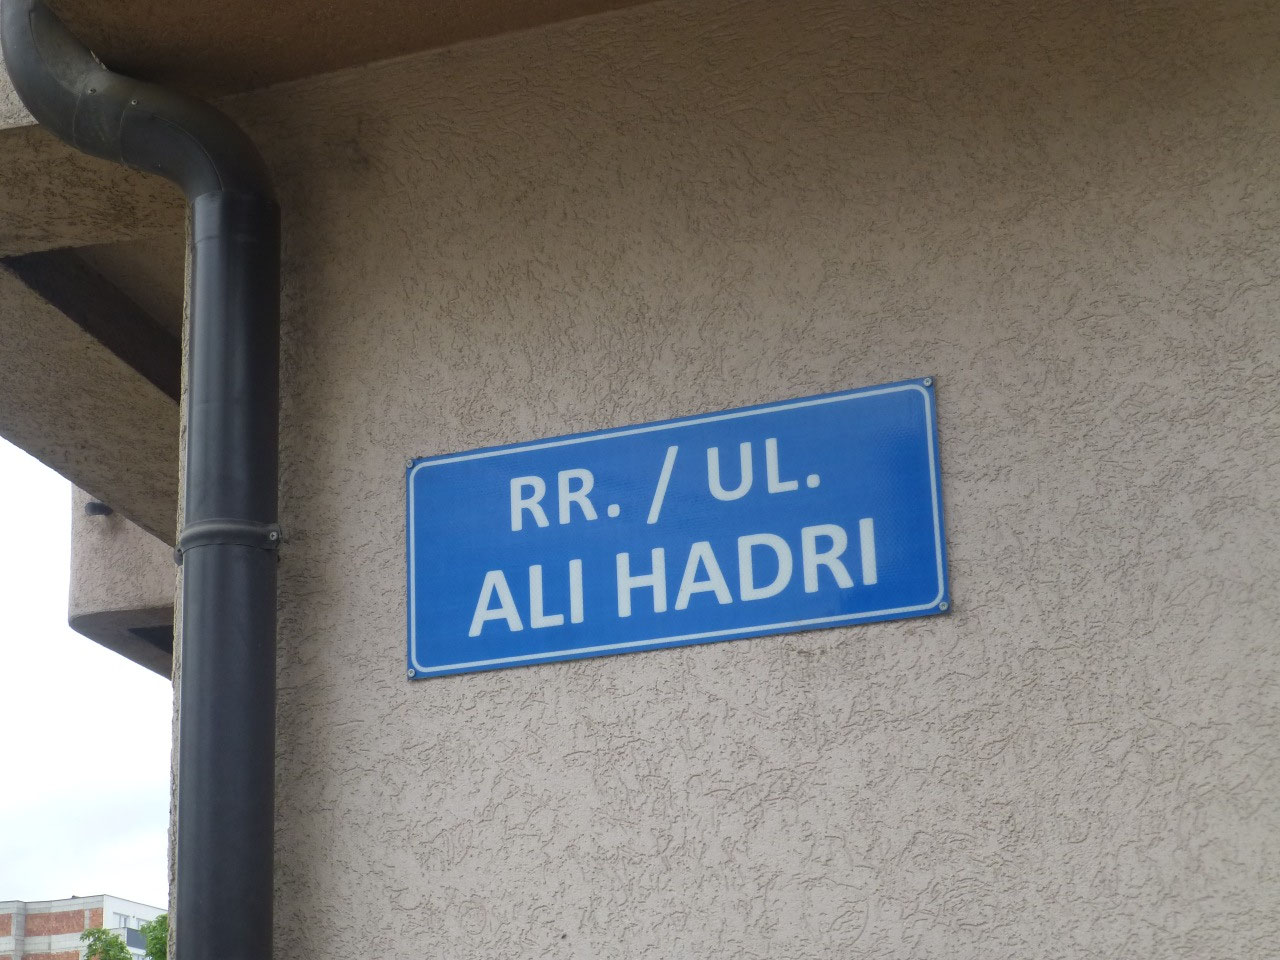 RR. / UL.
ALI HADRI